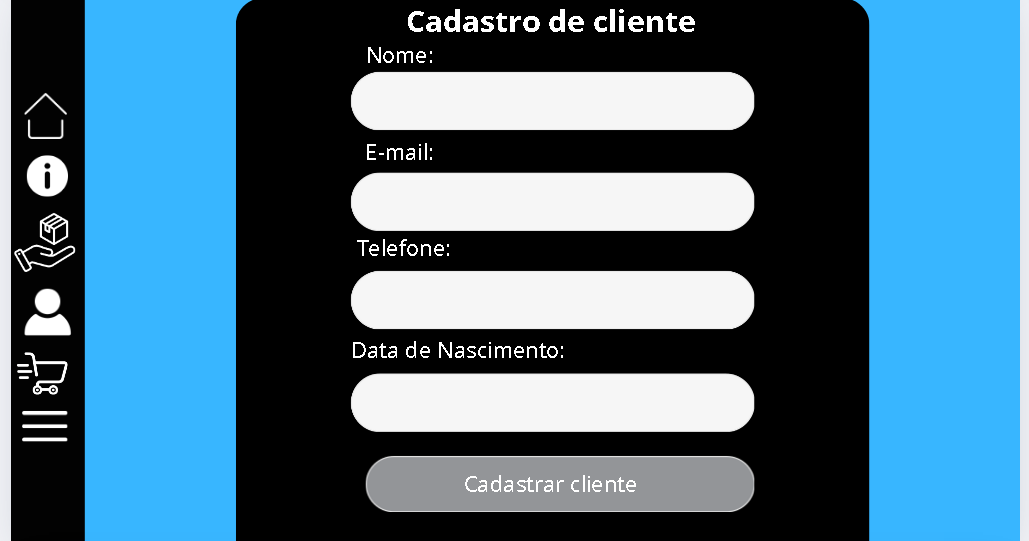 Cadastro de cliente
Nome:
E-mail:
Telefone:
Data de Nascimento:
Cadastrar cliente